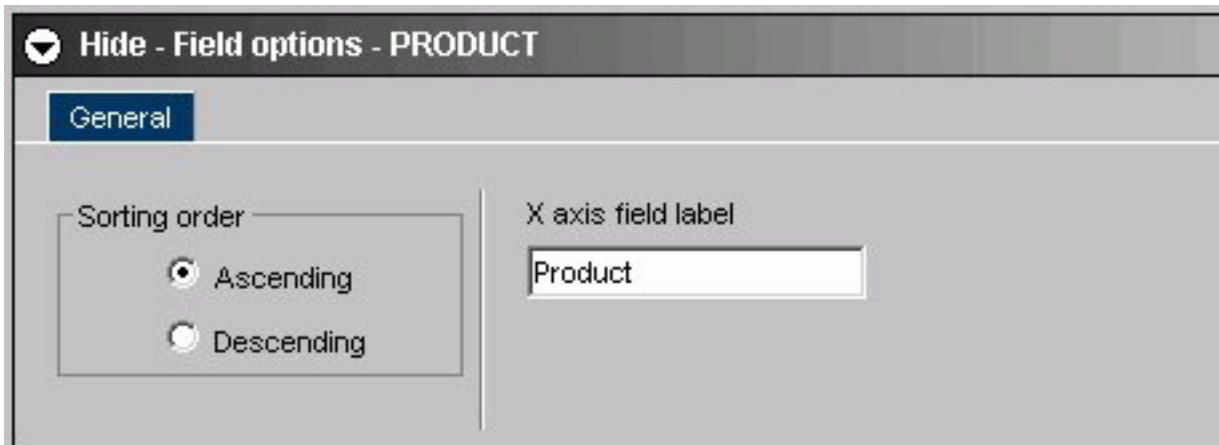 Hide - Field options - PRODUCT
General
Sorting order
Ascending
Descending
X axis field label
Product